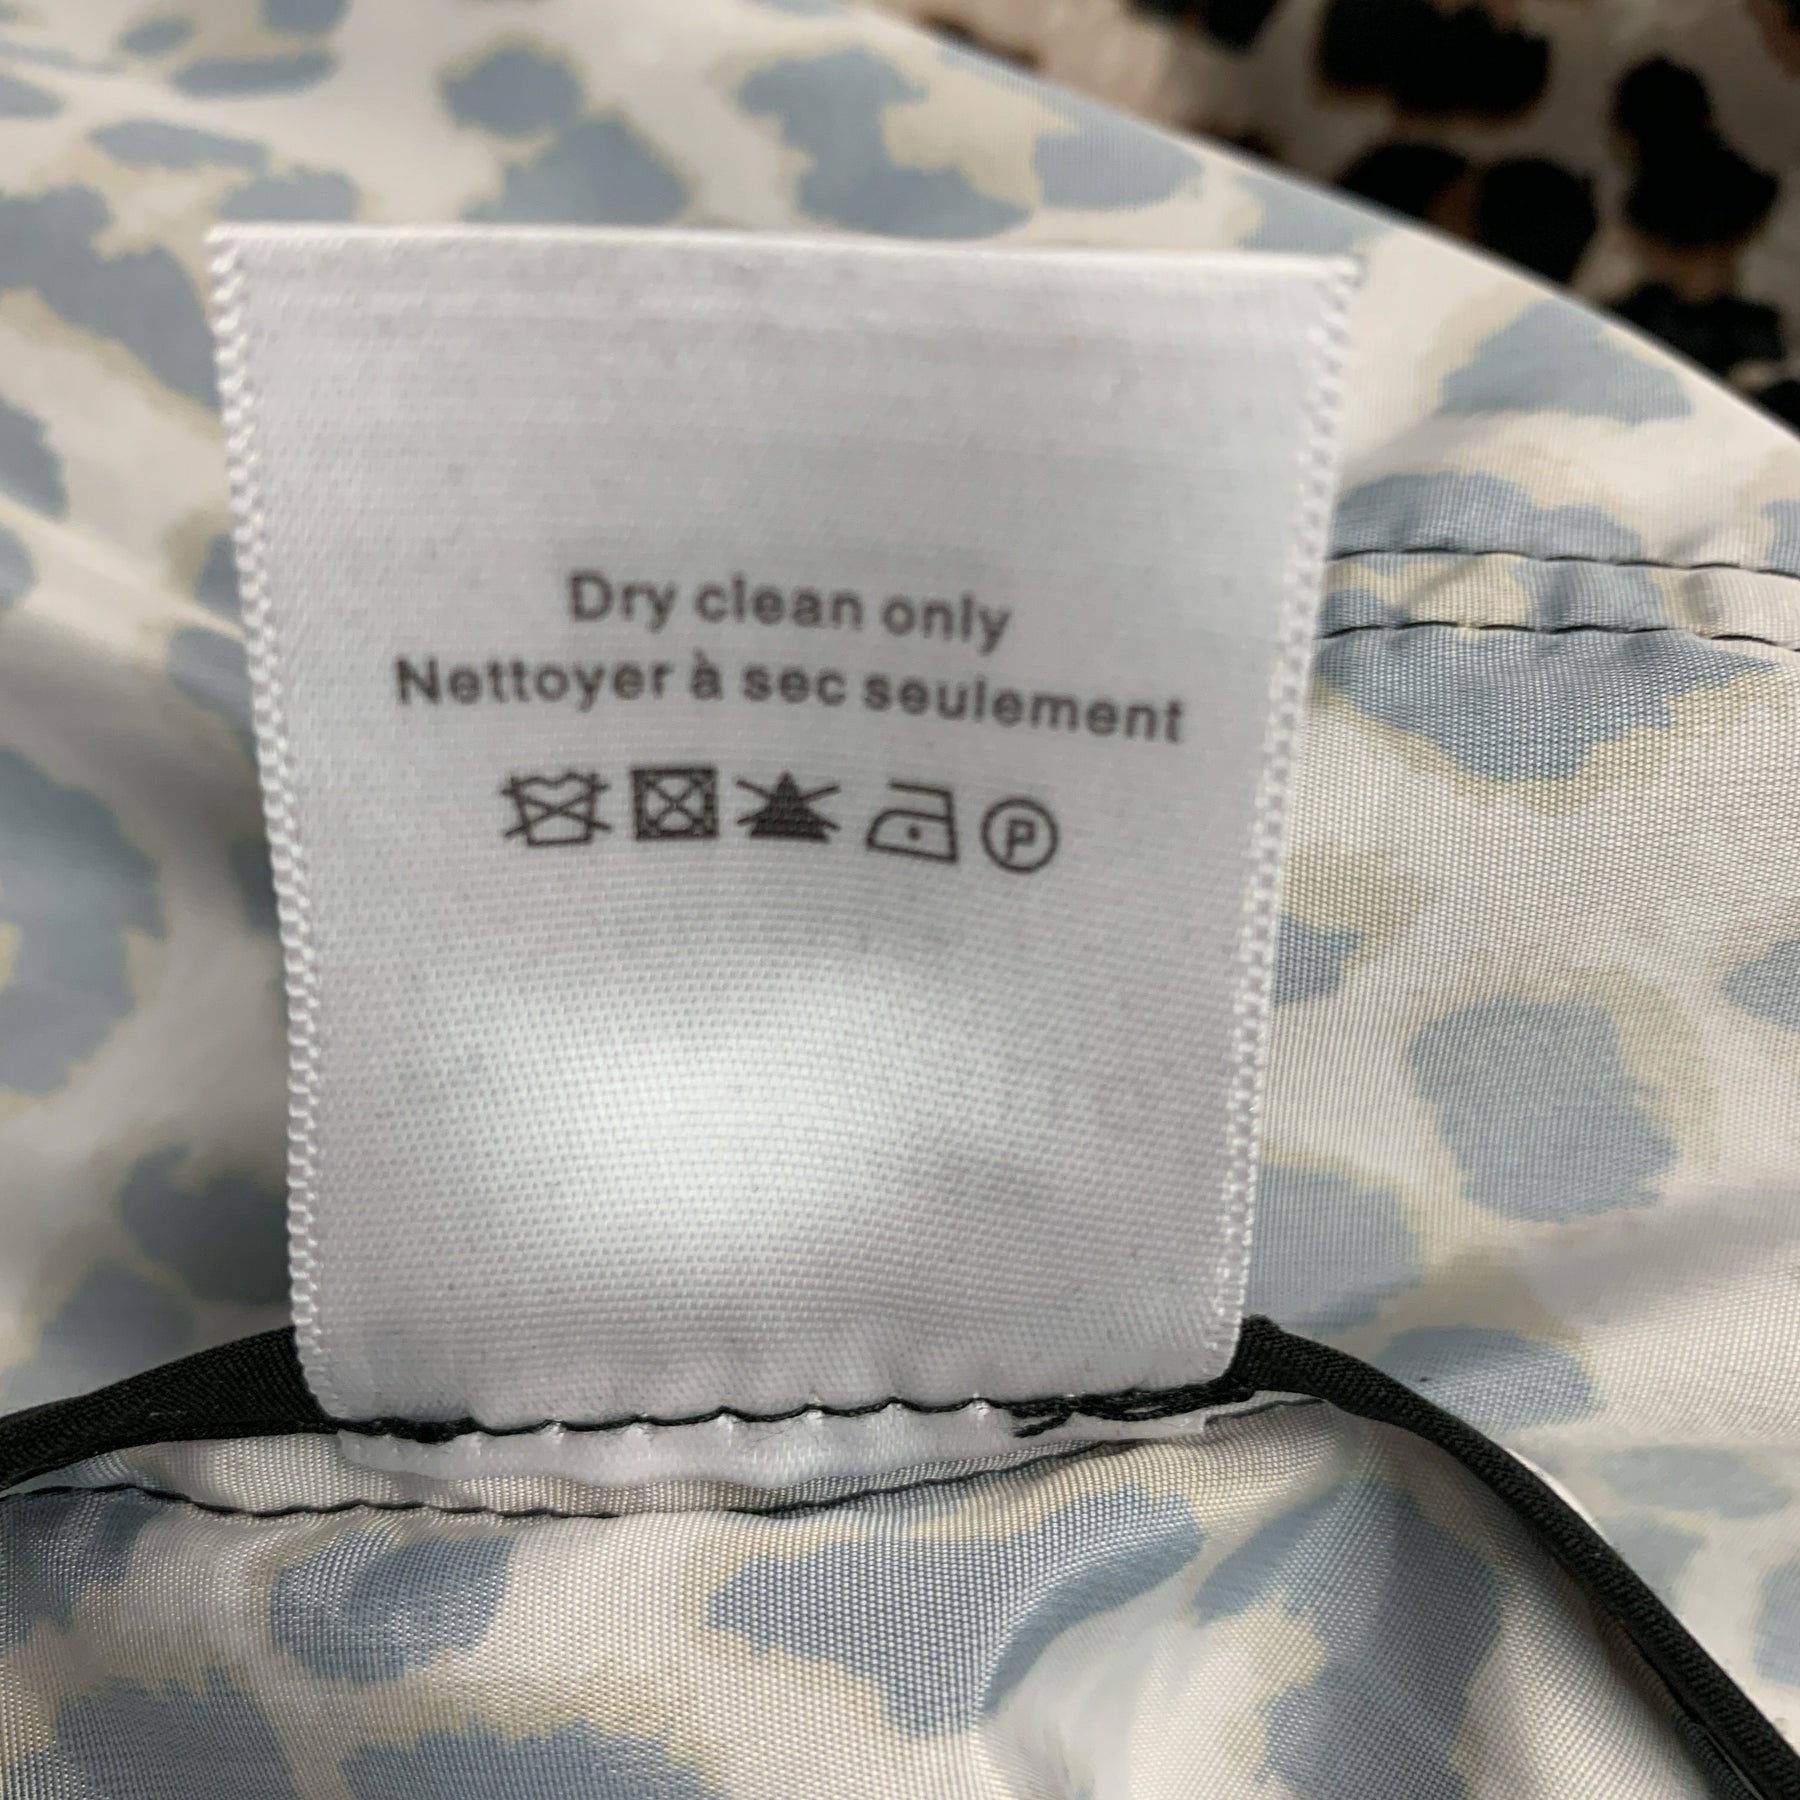 Dry clean only
Nettoyer à sec seulement
P